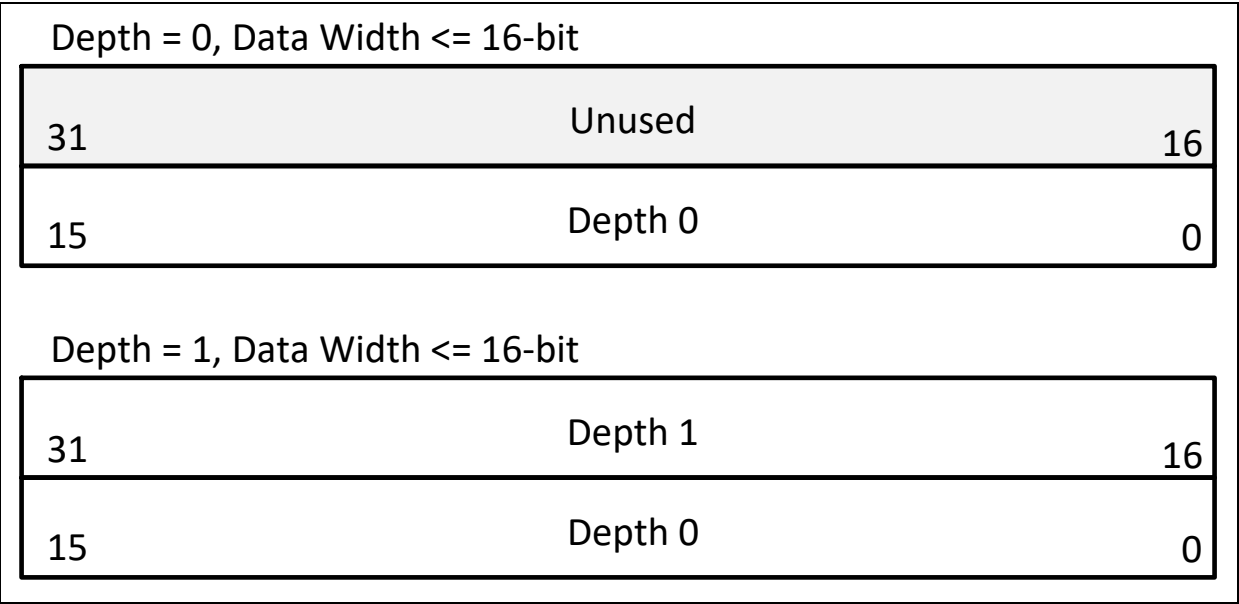 Depth = 0, Data Width <= 16-bit
31 Unused 16
15 Depth 0 0
Depth = 1, Data Width <= 16-bit
31 Depth 1 16
15 Depth 0 0